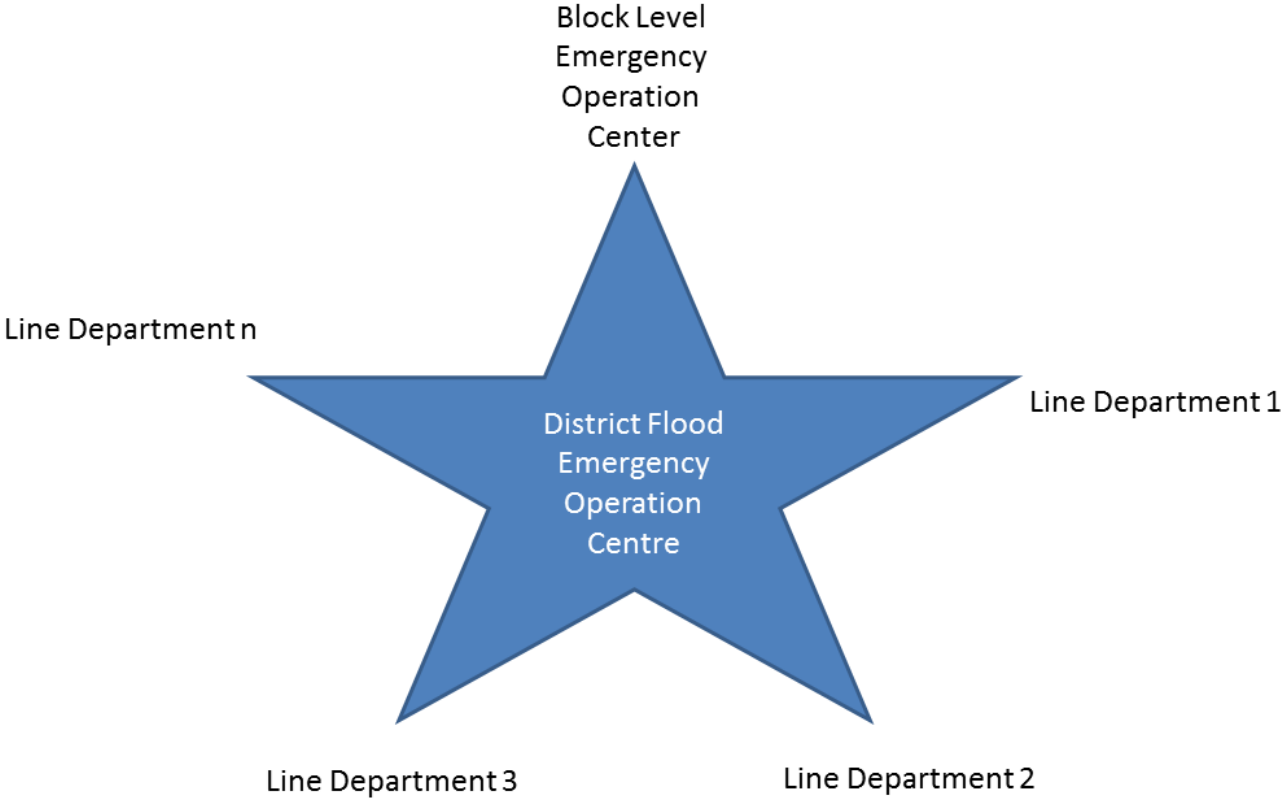 Block Level
Emergency
Operation
Center
Line Department n
Line Department 1
District Flood
Emergency
Operation
Centre
Line Department 3
Line Department 2